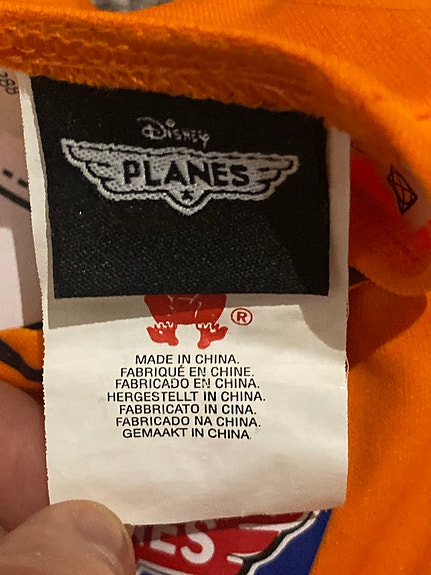 Disney
PLANES
®
MADE IN CHINA.
FABRIQUÉ EN CHINE.
FABRICADO EN CHINA.
HERGESTELLT IN CHINA.
FABBRICATO IN CINA.
FABRICADO NA CHINA.
GEMAAKT IN CHINA.
ES